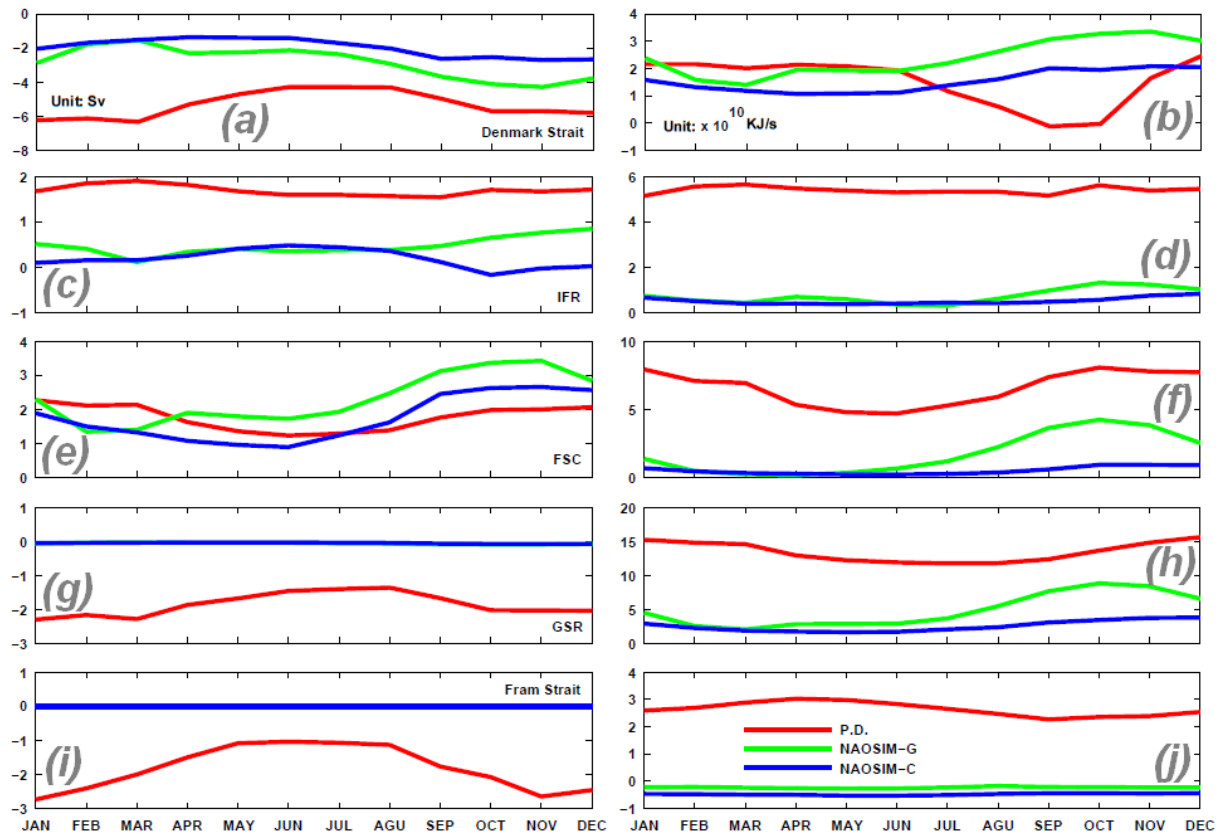 0
−2
−4
−6
−8
Unit: Sv
(a)
Denmark Strait
4
3
2
1
0
−1
Unit: x 10
10
KJ/s
(b)
2
1
0
−1
(c)
IFR
6
4
2
0
(d)
4
3
2
1
0
(e)
FSC
10
5
0
(f)
1
0
−1
−2
−3
(g)
GSR
20
15
10
5
0
(h)
1
0
−1
−2
−3
Fram Strait
(i)
JAN FEB MAR APR MAY JUN JUL AGU SEP OCT NOV DEC
4
3
2
1
0
−1
P.D.
NAOSIM−G
NAOSIM−C
(j)
JAN FEB MAR APR MAY JUN JUL AGU SEP OCT NOV DEC